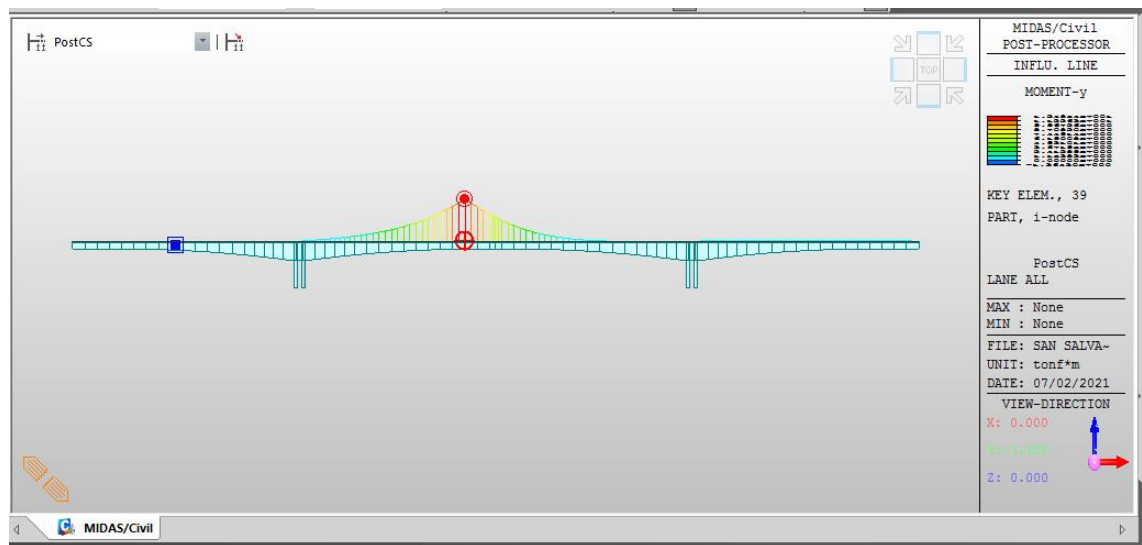 PostCS
TOP
MIDAS/Civil
POST-PROCESSOR
INFLU. LINE
MOMENT-y
KEY ELEM., 39
PART, i-node
PostCS
LANE ALL
MAX : None
MIN : None
FILE: SAN SALVA~
UNIT: tonf*m
DATE: 07/02/2021
VIEW-DIRECTION
X: 0.000
Y:-1.000
Z: 0.000
MIDAS/Civil